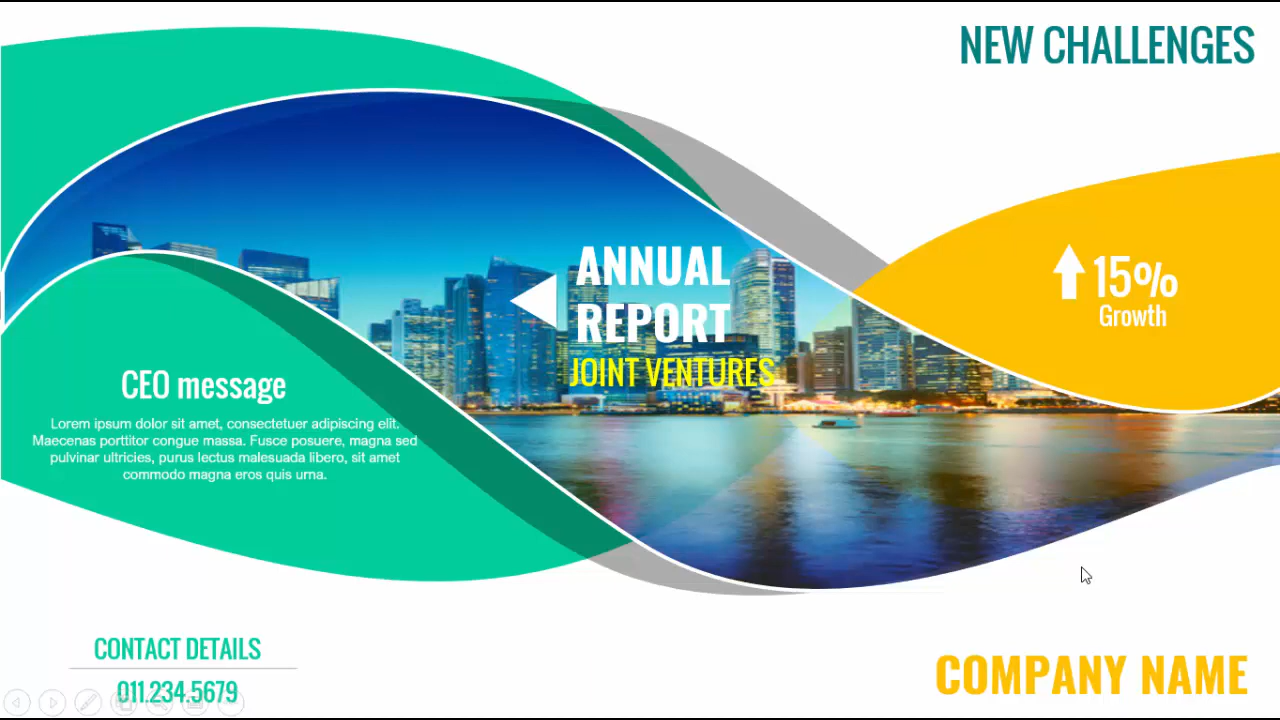 NEW CHALLENGES
ANNUAL
REPORT
JOINT VENTURES
15%
Growth
CEO message
Lorem ipsum dolor sit amet, consectetuer adipiscing elit.
Maecenas porttitor congue massa. Fusce posuere, magna sed
pulvinar ultricies, purus lectus malesuada libero, sit amet
commodo magna eros quis urna.
CONTACT DETAILS
011.234.5679
COMPANY NAME